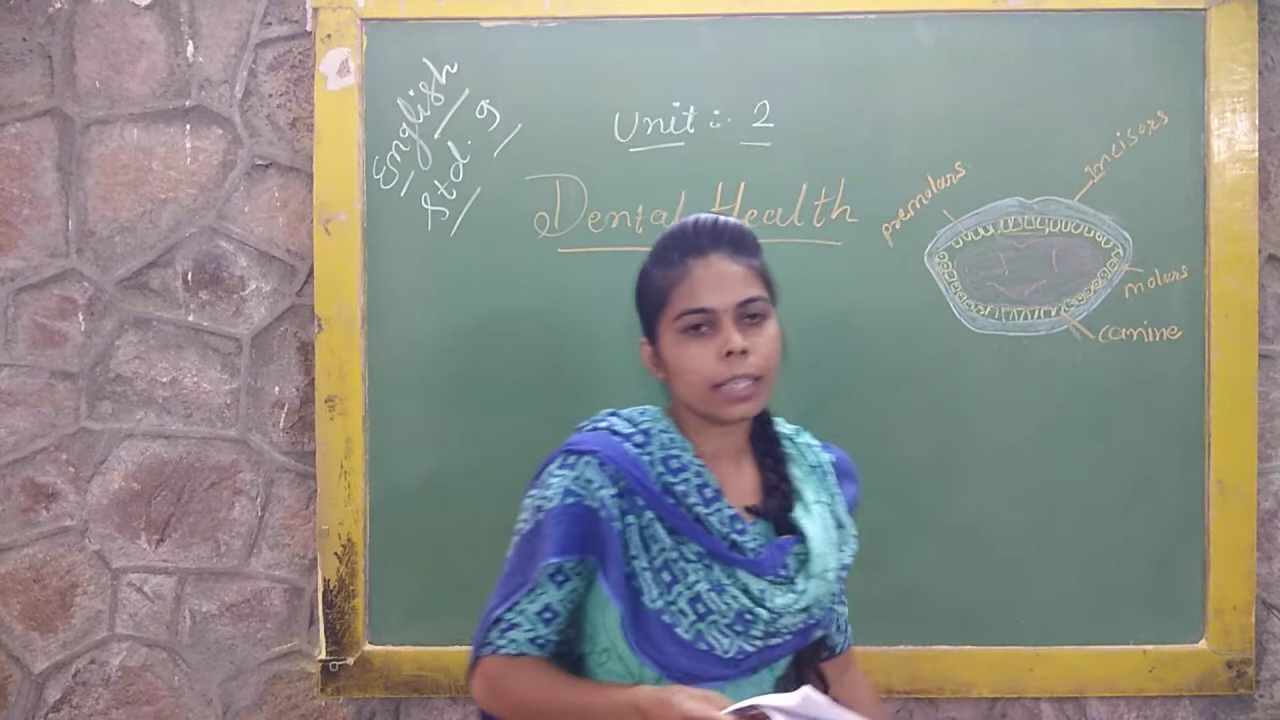 English
Std. 9
Unit :- 2
Dental Health
Incisors
premolars
molars
canine